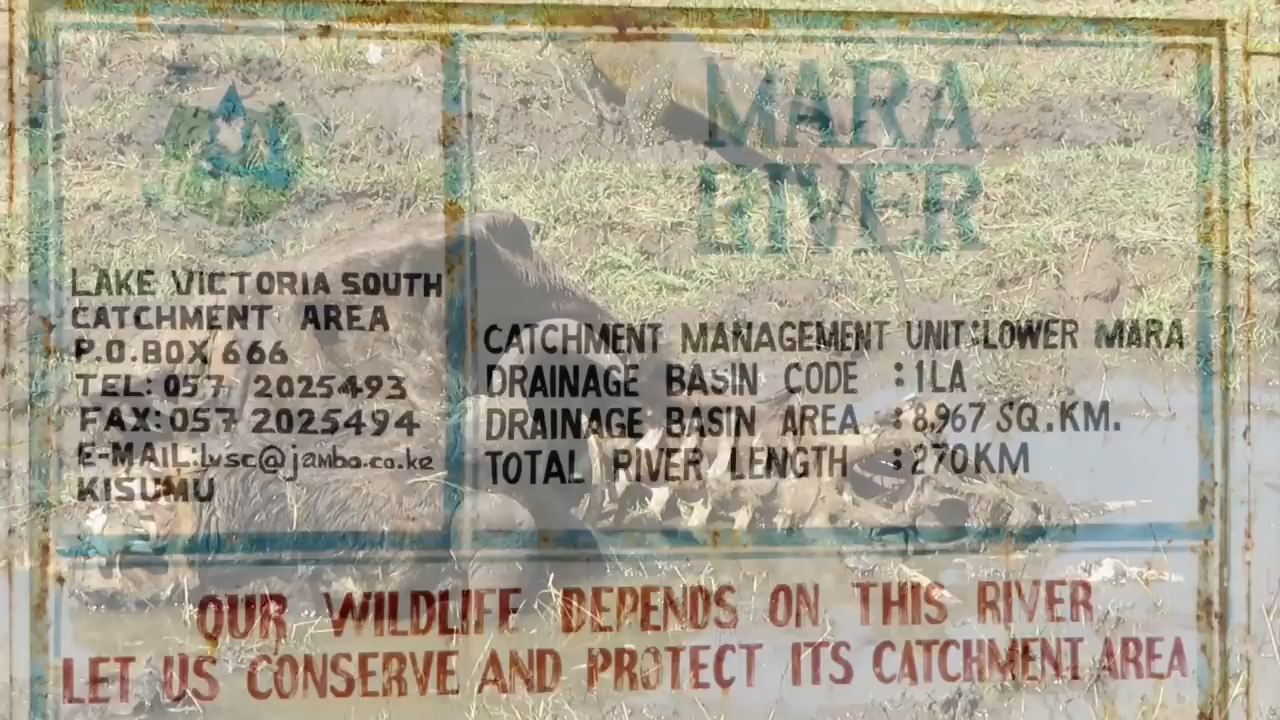 MARA
RIVER
LAKE VICTORIA SOUTH
CATCHMENT AREA
P.O.BOX 666
TEL: 057 2025493
FAX: 057 2025494
E-MAIL:lvsc@jambo.co.ke
KISUMU
CATCHMENT MANAGEMENT UNIT:LOWER MARA
DRAINAGE BASIN CODE :1LA
DRAINAGE BASIN AREA :8,967 SQ.KM.
TOTAL RIVER LENGTH :270KM
OUR WILDLIFE DEPENDS ON THIS RIVER
LET US CONSERVE AND PROTECT ITS CATCHMENT AREA